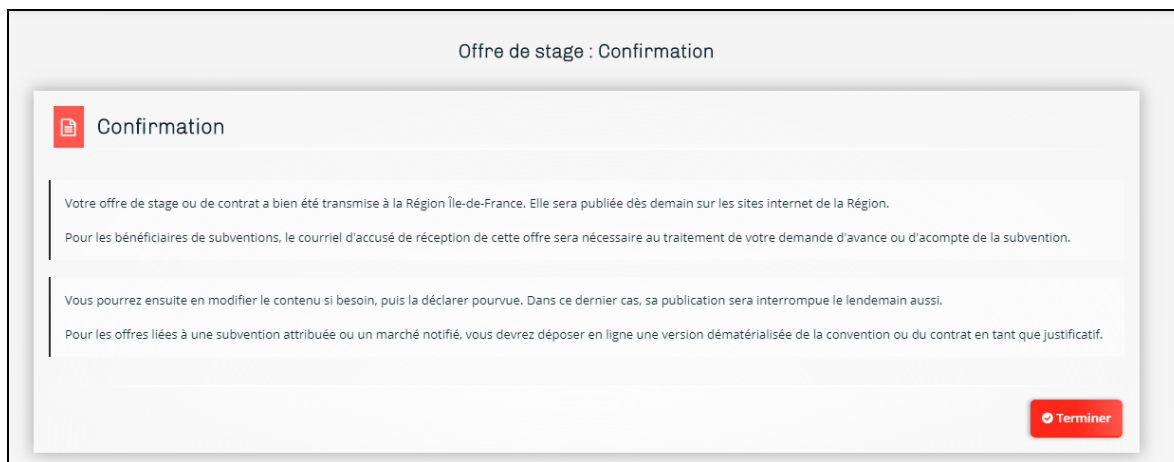 Offre de stage : Confirmation
Confirmation
Votre offre de stage ou de contrat a bien été transmise à la Région Île-de-France. Elle sera publiée dès demain sur les sites internet de la Région.
Pour les bénéficiaires de subventions, le courriel d'accusé de réception de cette offre sera nécessaire au traitement de votre demande d'avance ou d'acompte de la subvention.
Vous pourrez ensuite en modifier le contenu si besoin, puis la déclarer pourvue. Dans ce dernier cas, sa publication sera interrompue le lendemain aussi.
Pour les offres liées à une subvention attribuée ou un marché notifié, vous devrez déposer en ligne une version dématérialisée de la convention ou du contrat en tant que justificatif.
Terminer